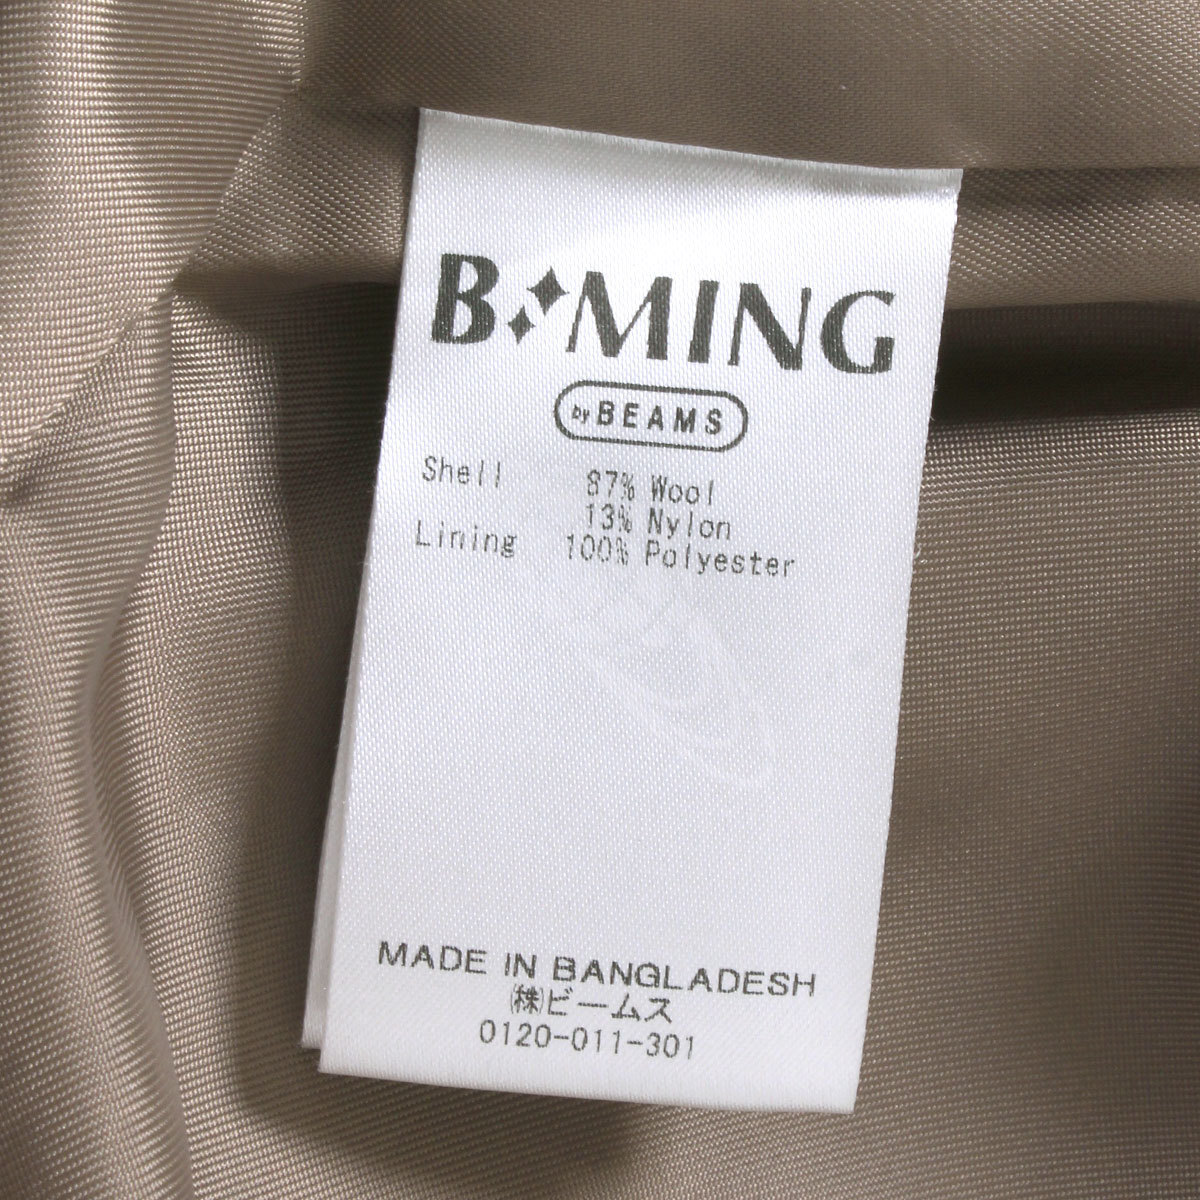 B MING
by BEAMS
Shell 87% Wool
13% Nylon
Lining 100% Polyester
MADE IN BANGLADESH
㈱ビームス
0120-011-301